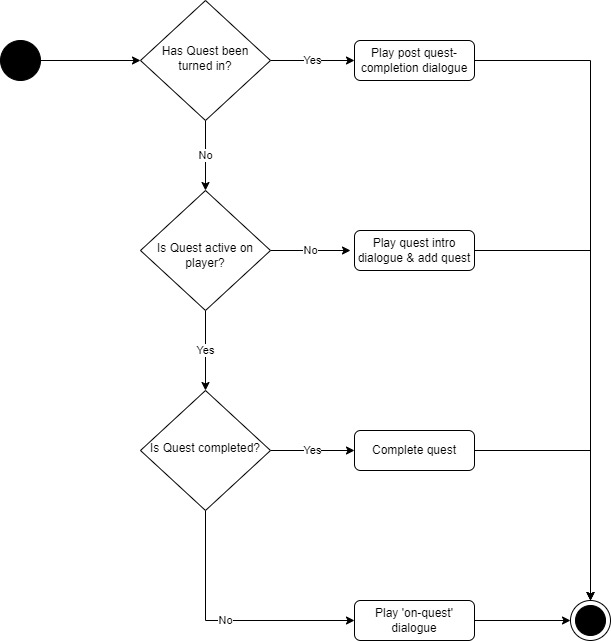 Has Quest been
turned in?
Yes
Play post quest-
completion dialogue
No
Is Quest active on
player?
No
Play quest intro
dialogue & add quest
Yes
Is Quest completed?
Yes
Complete quest
No
Play 'on-quest'
dialogue